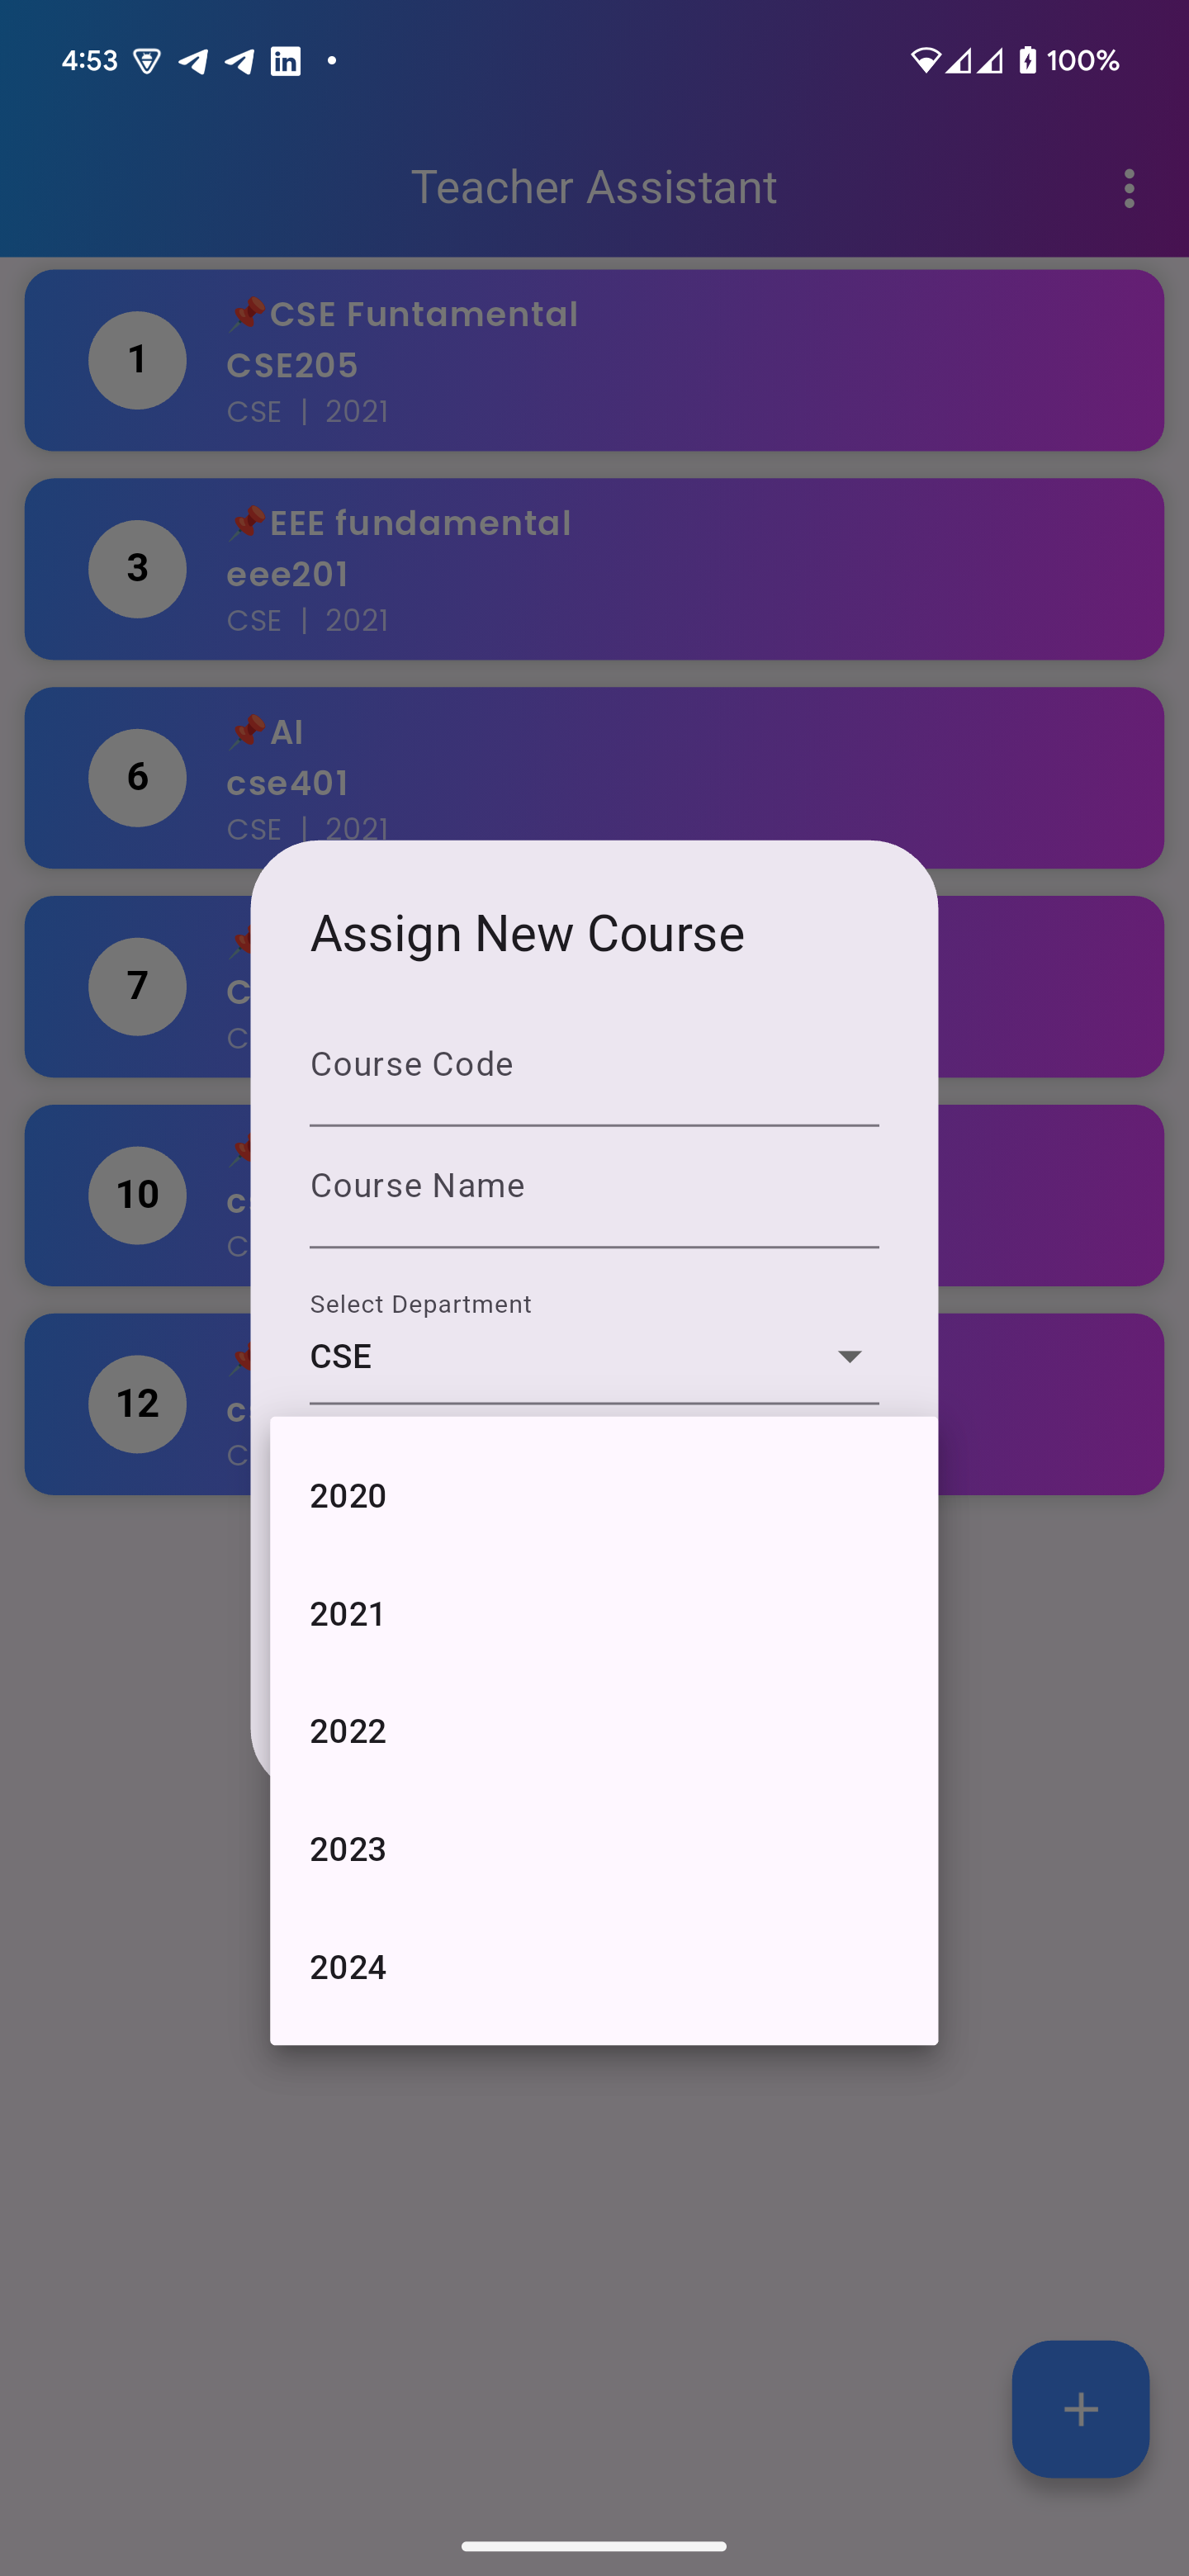 4:53
100%
Teacher Assistant
1
📌CSE Funtamental
CSE205
CSE | 2021
3
📌EEE fundamental
eee201
CSE | 2021
6
📌AI
cse401
CSE | 2021
7
10
12
Assign New Course
Course Code
Course Name
Select Department
CSE
2020
2021
2022
2023
2024